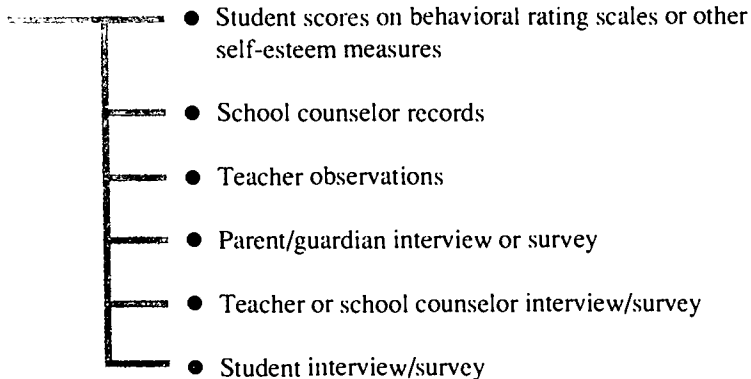 ● Student scores on behavioral rating scales or other
self-esteem measures
● School counselor records
● Teacher observations
● Parent/guardian interview or survey
● Teacher or school counselor interview/survey
● Student interview/survey